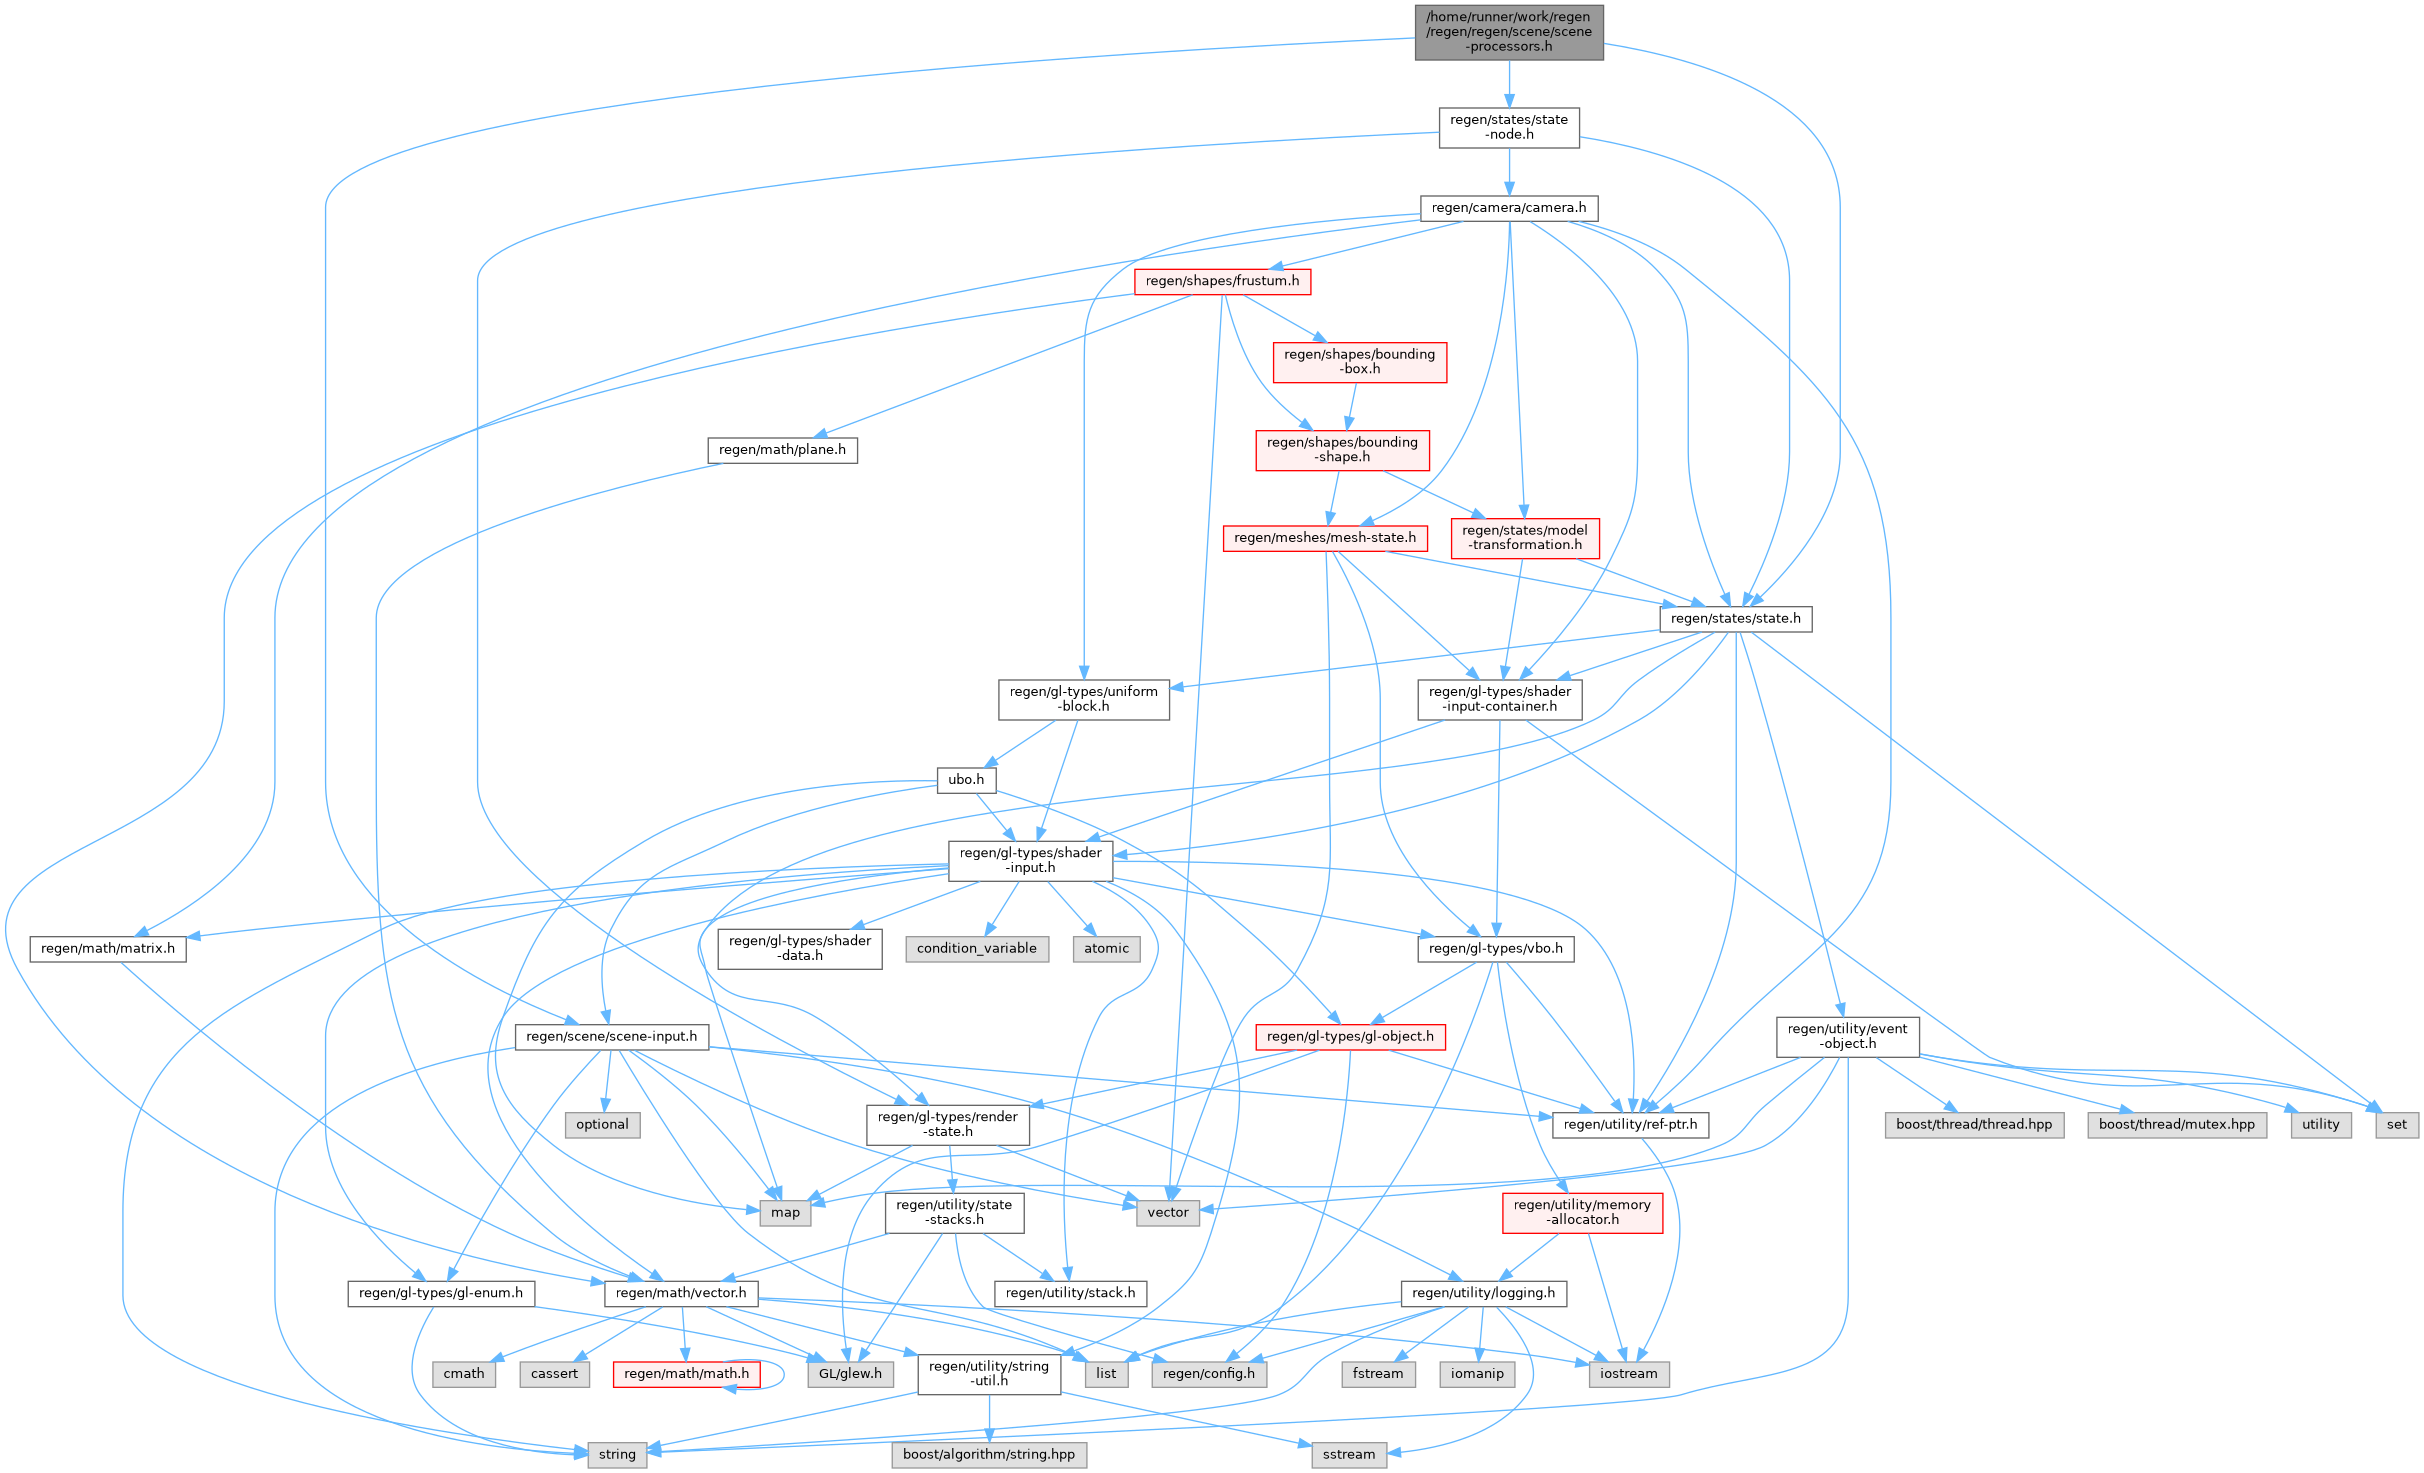 /home/runner/work/regen
/regen/regen/scene/scene
-processors.h
regen/states/state
-node.h
regen/camera/camera.h
regen/shapes/frustum.h
regen/shapes/bounding
-box.h
regen/math/plane.h
regen/shapes/bounding
-shape.h
regen/meshes/mesh-state.h
regen/states/model
-transformation.h
regen/states/state.h
regen/gl-types/uniform
-block.h
regen/gl-types/shader
-input-container.h
ubo.h
regen/gl-types/shader
-input.h
regen/math/matrix.h
regen/gl-types/shader
-data.h
condition_variable
atomic
regen/gl-types/vbo.h
regen/scene/scene-input.h
regen/gl-types/gl-object.h
regen/utility/event
-object.h
optional
regen/gl-types/render
-state.h
regen/utility/ref-ptr.h
boost/thread/thread.hpp
boost/thread/mutex.hpp
utility
set
map
regen/utility/state
-stacks.h
vector
regen/utility/memory
-allocator.h
regen/gl-types/gl-enum.h
regen/math/vector.h
regen/utility/stack.h
regen/utility/logging.h
cmath
cassert
regen/math/math.h
GL/glew.h
regen/utility/string
-util.h
list
regen/config.h
fstream
iomanip
iostream
string
boost/algorithm/string.hpp
sstream